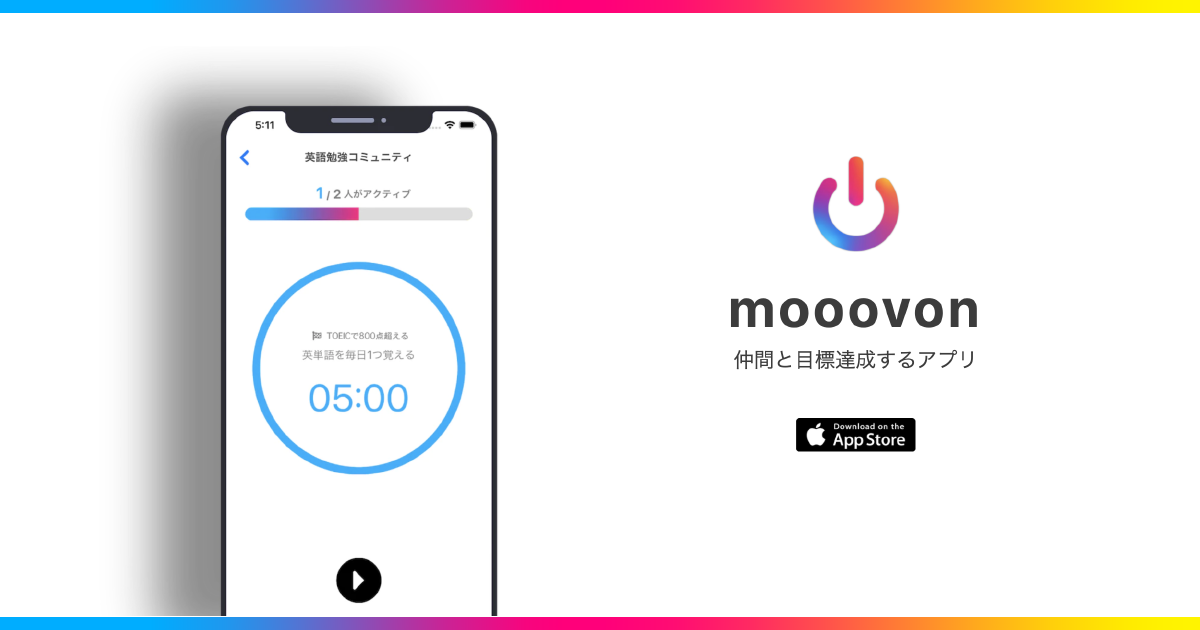 5:11
英語勉強コミュニティ
1 / 2 人がアクティブ
TOEICで800点超える
英単語を毎日1つ覚える
05:00
mooovon
仲間と目標達成するアプリ
Download on the
App Store